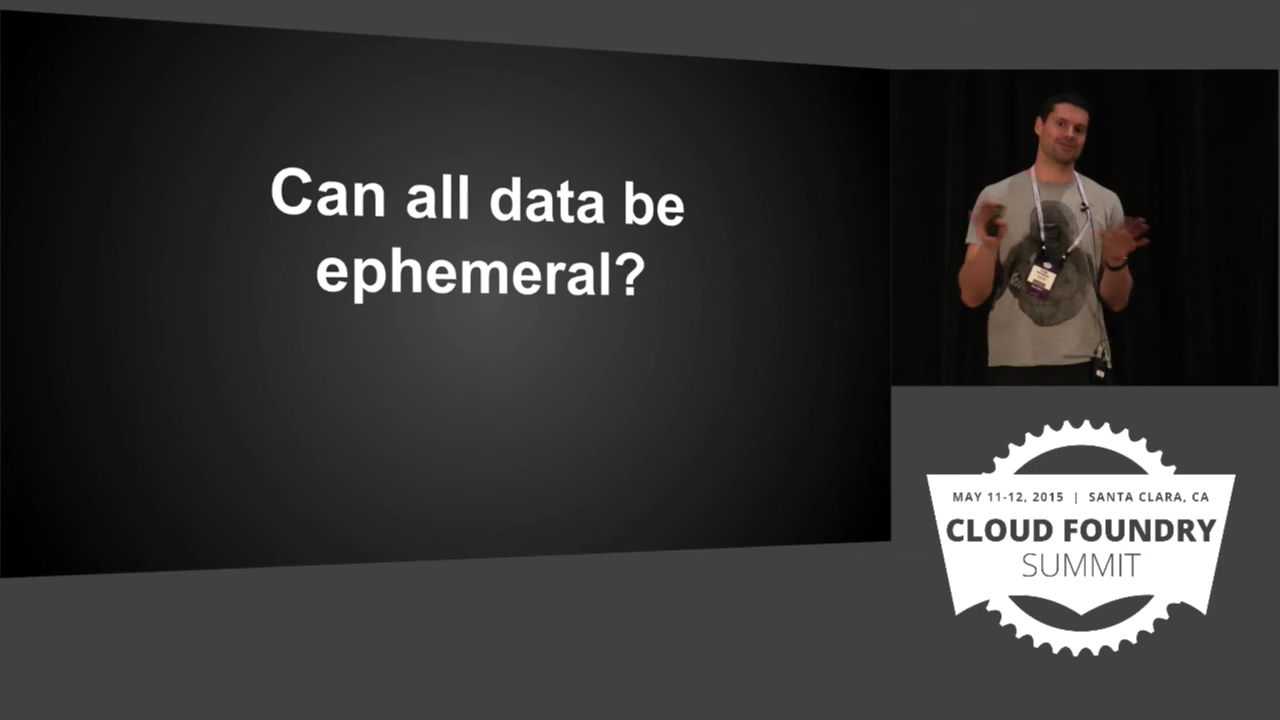 Can all data be
ephemeral?
MAY 11-12, 2015 | SANTA CLARA, CA
CLOUD FOUNDRY
SUMMIT